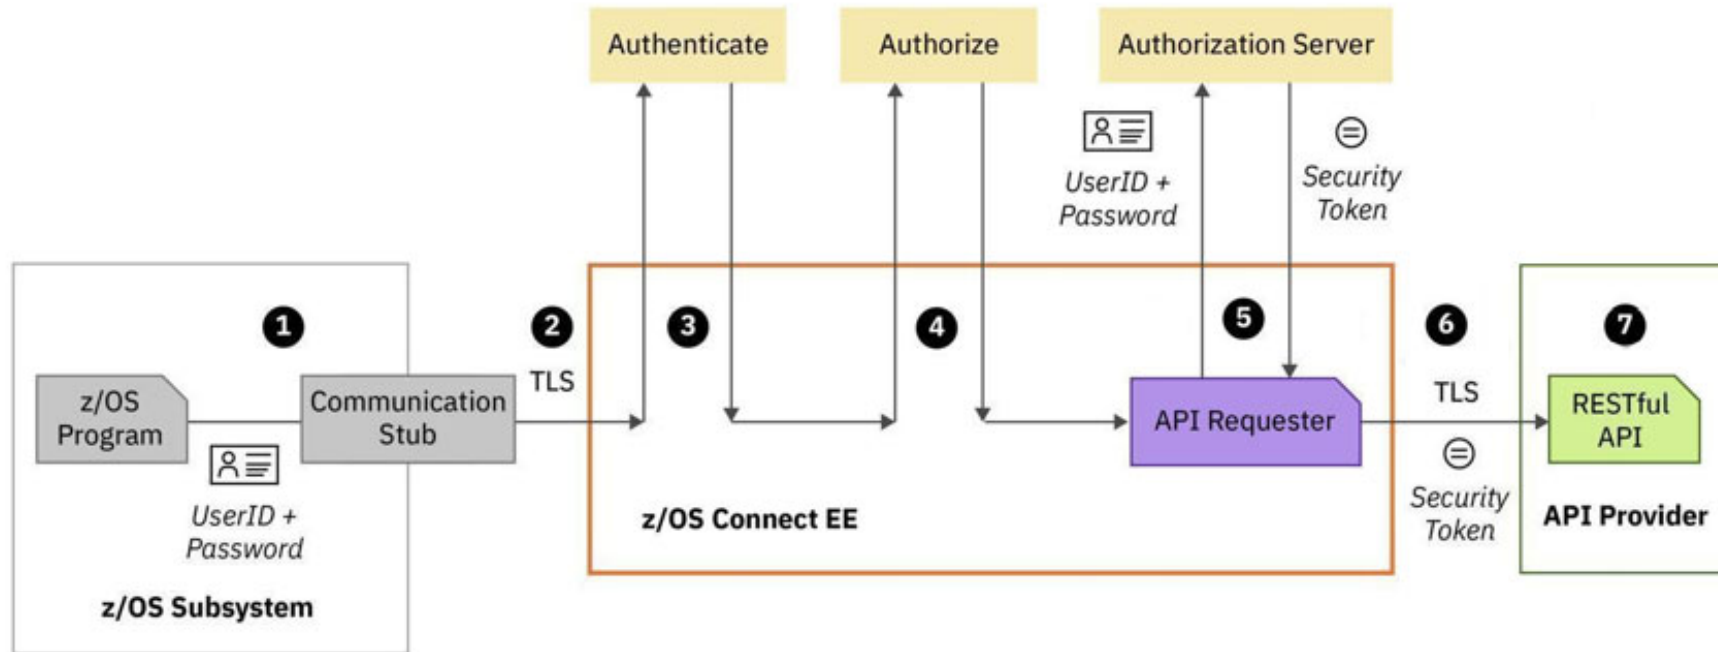 Authenticate
Authorize
Authorization Server
UserID +
Password
Security
Token
1
2
3
4
5
6
7
TLS
TLS
z/OS
Program
Communication
Stub
API Requester
RESTful
API
UserID +
Password
Security
Token
z/OS Connect EE
API Provider
z/OS Subsystem